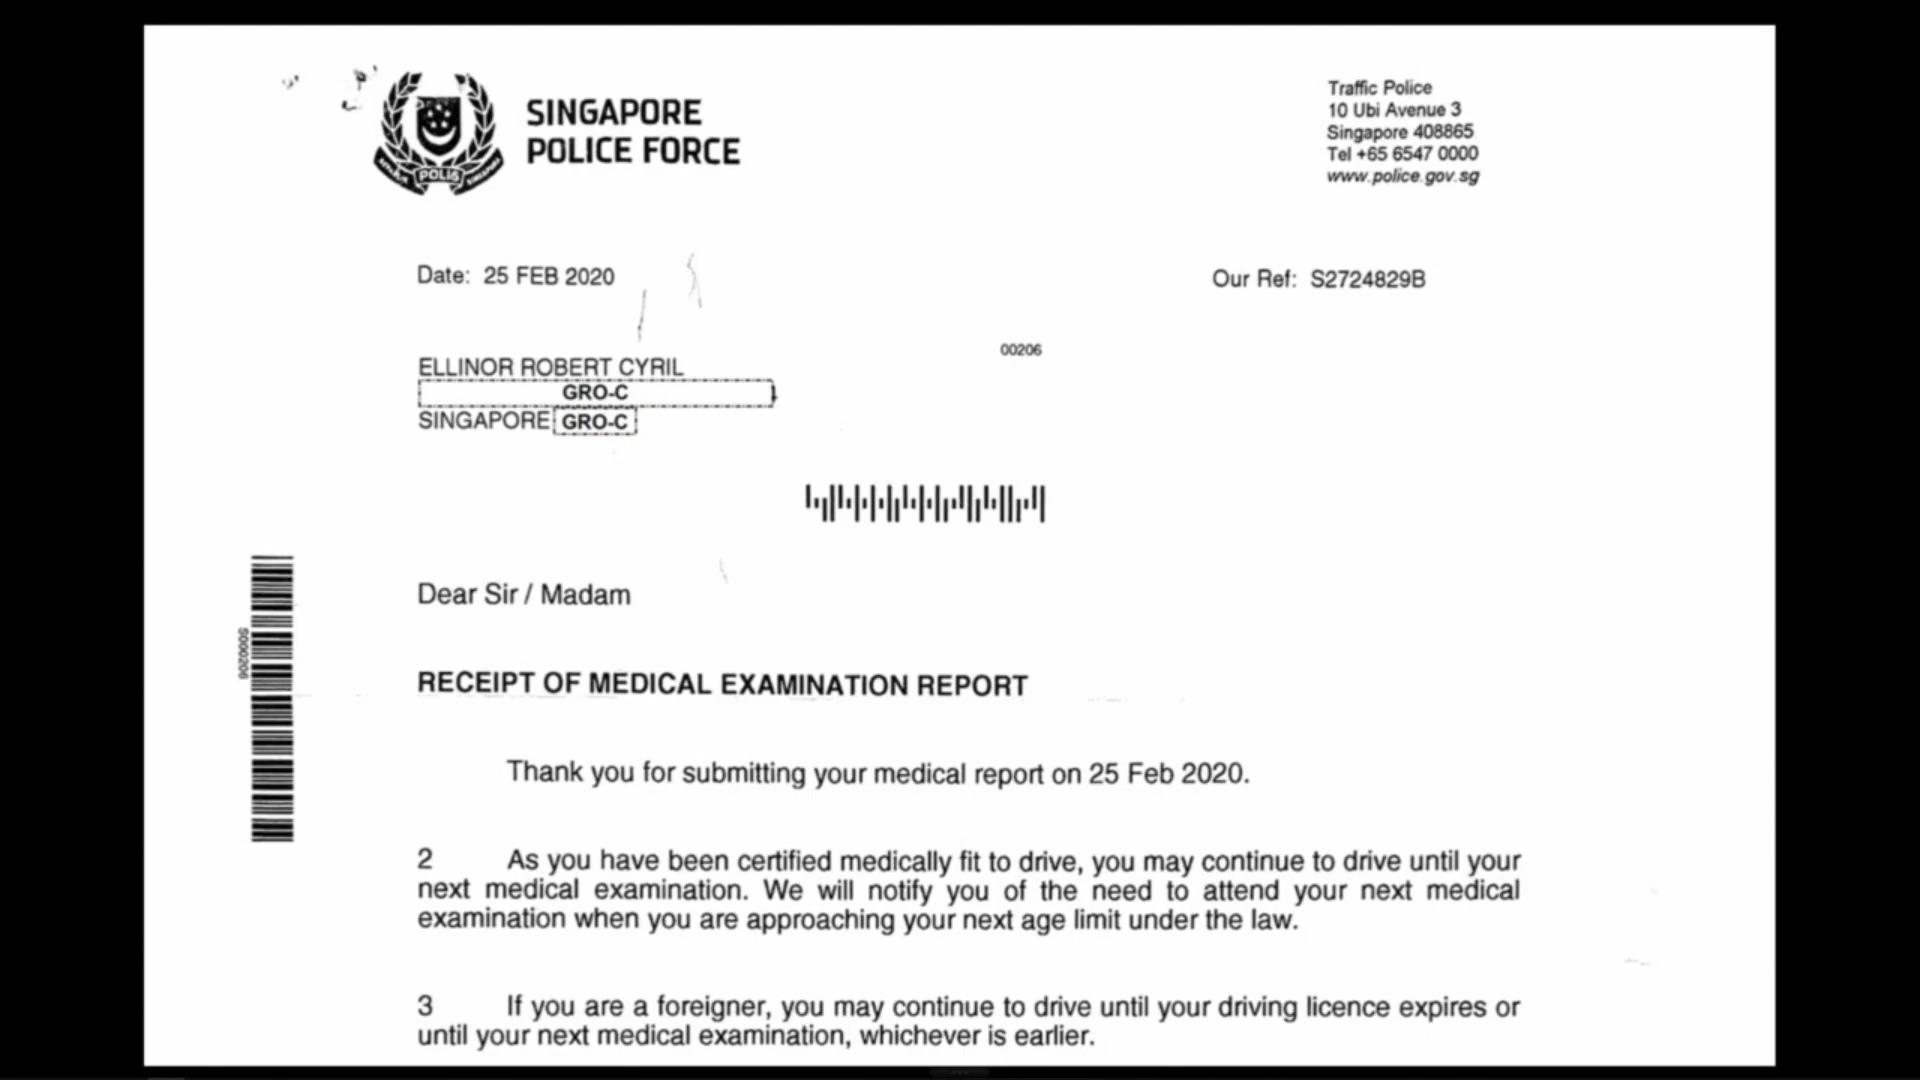 SINGAPORE
POLICE FORCE
POLIS
Traffic Police
10 Ubi Avenue 3
Singapore 408865
Tel +65 6547 0000
www.police.gov.sg
Date: 25 FEB 2020
Our Ref: S2724829B
00206
ELLINOR ROBERT CYRIL
GRO-C
SINGAPORE GRO-C
Dear Sir / Madam
RECEIPT OF MEDICAL EXAMINATION REPORT
Thank you for submitting your medical report on 25 Feb 2020.
2 As you have been certified medically fit to drive, you may continue to drive until your
next medical examination. We will notify you of the need to attend your next medical
examination when you are approaching your next age limit under the law.
3 If you are a foreigner, you may continue to drive until your driving licence expires or
until your next medical examination, whichever is earlier.